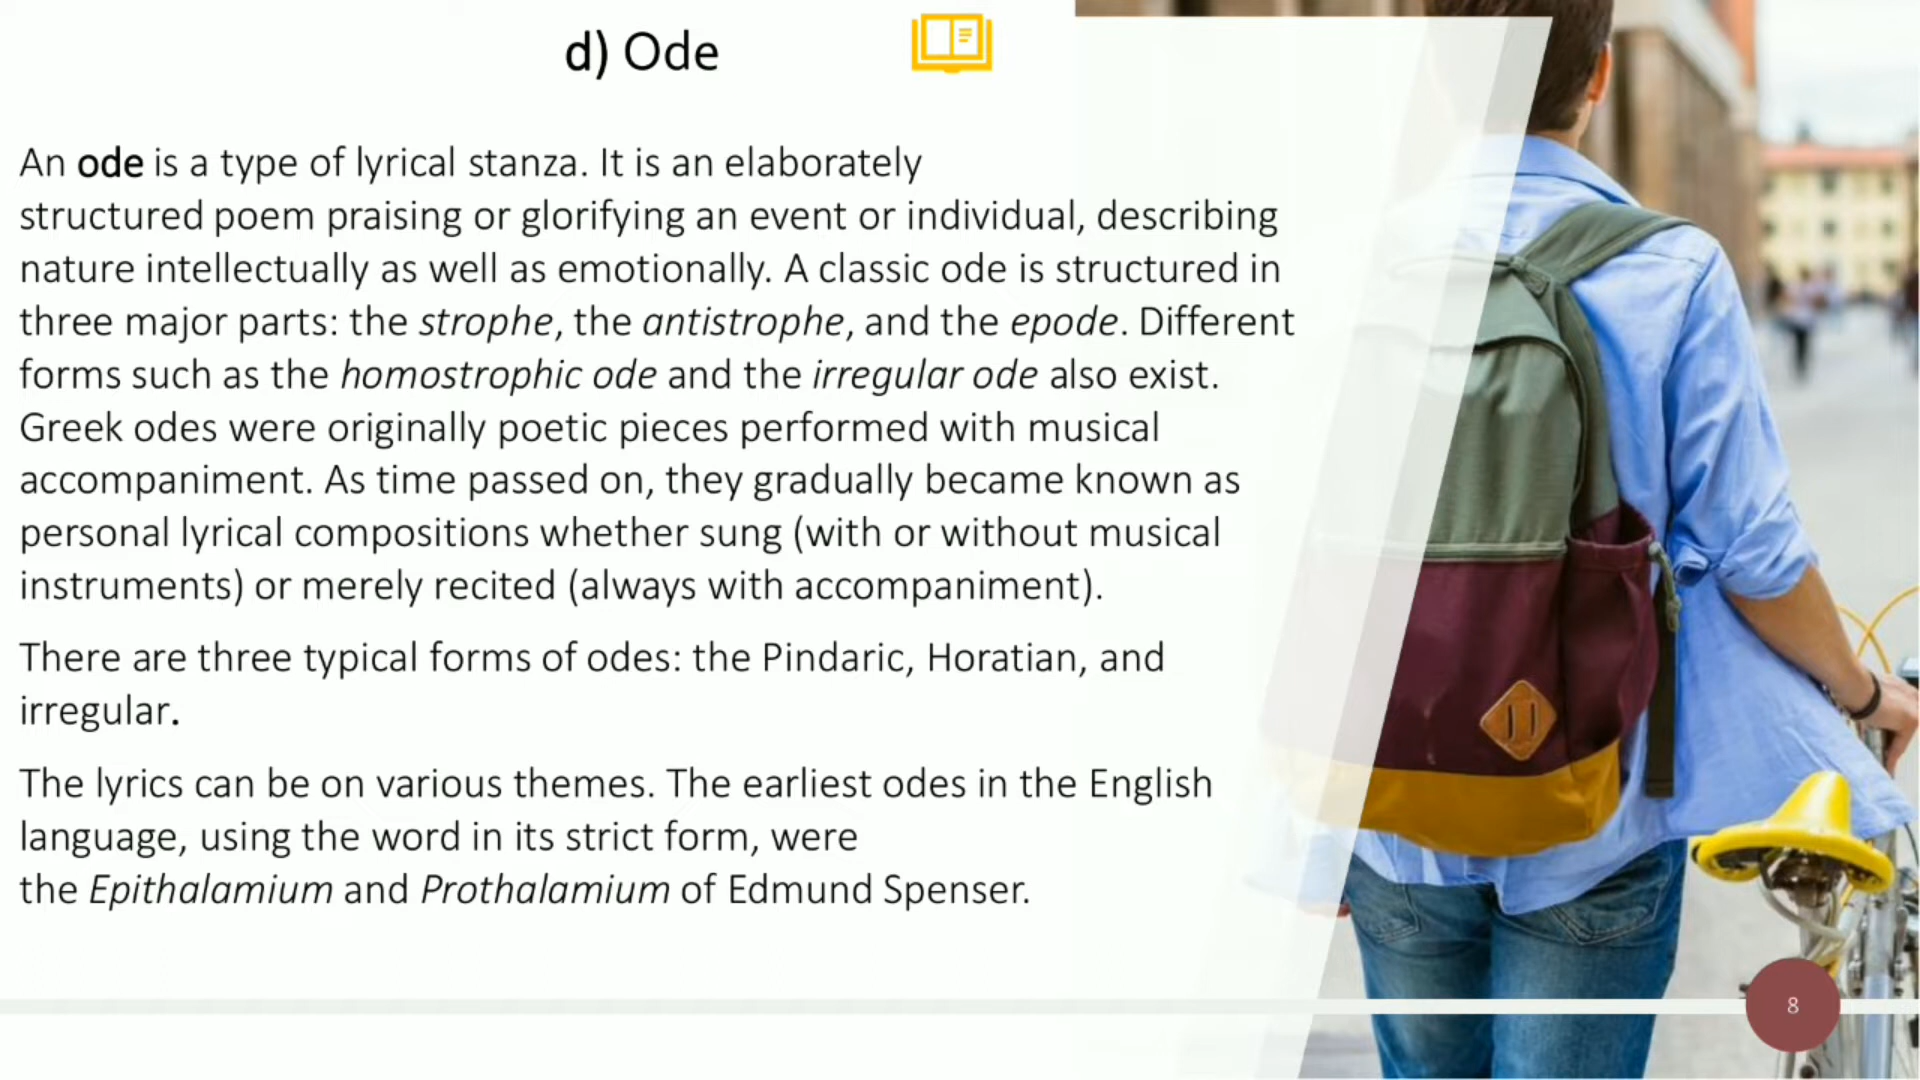 d) Ode
An ode is a type of lyrical stanza. It is an elaborately
structured poem praising or glorifying an event or individual, describing
nature intellectually as well as emotionally. A classic ode is structured in
three major parts: the strophe, the antistrophe, and the epode. Different
forms such as the homostrophic ode and the irregular ode also exist.
Greek odes were originally poetic pieces performed with musical
accompaniment. As time passed on, they gradually became known as
personal lyrical compositions whether sung (with or without musical
instruments) or merely recited (always with accompaniment).
There are three typical forms of odes: the Pindaric, Horatian, and
irregular.
The lyrics can be on various themes. The earliest odes in the English
language, using the word in its strict form, were
the Epithalamium and Prothalamium of Edmund Spenser.
8